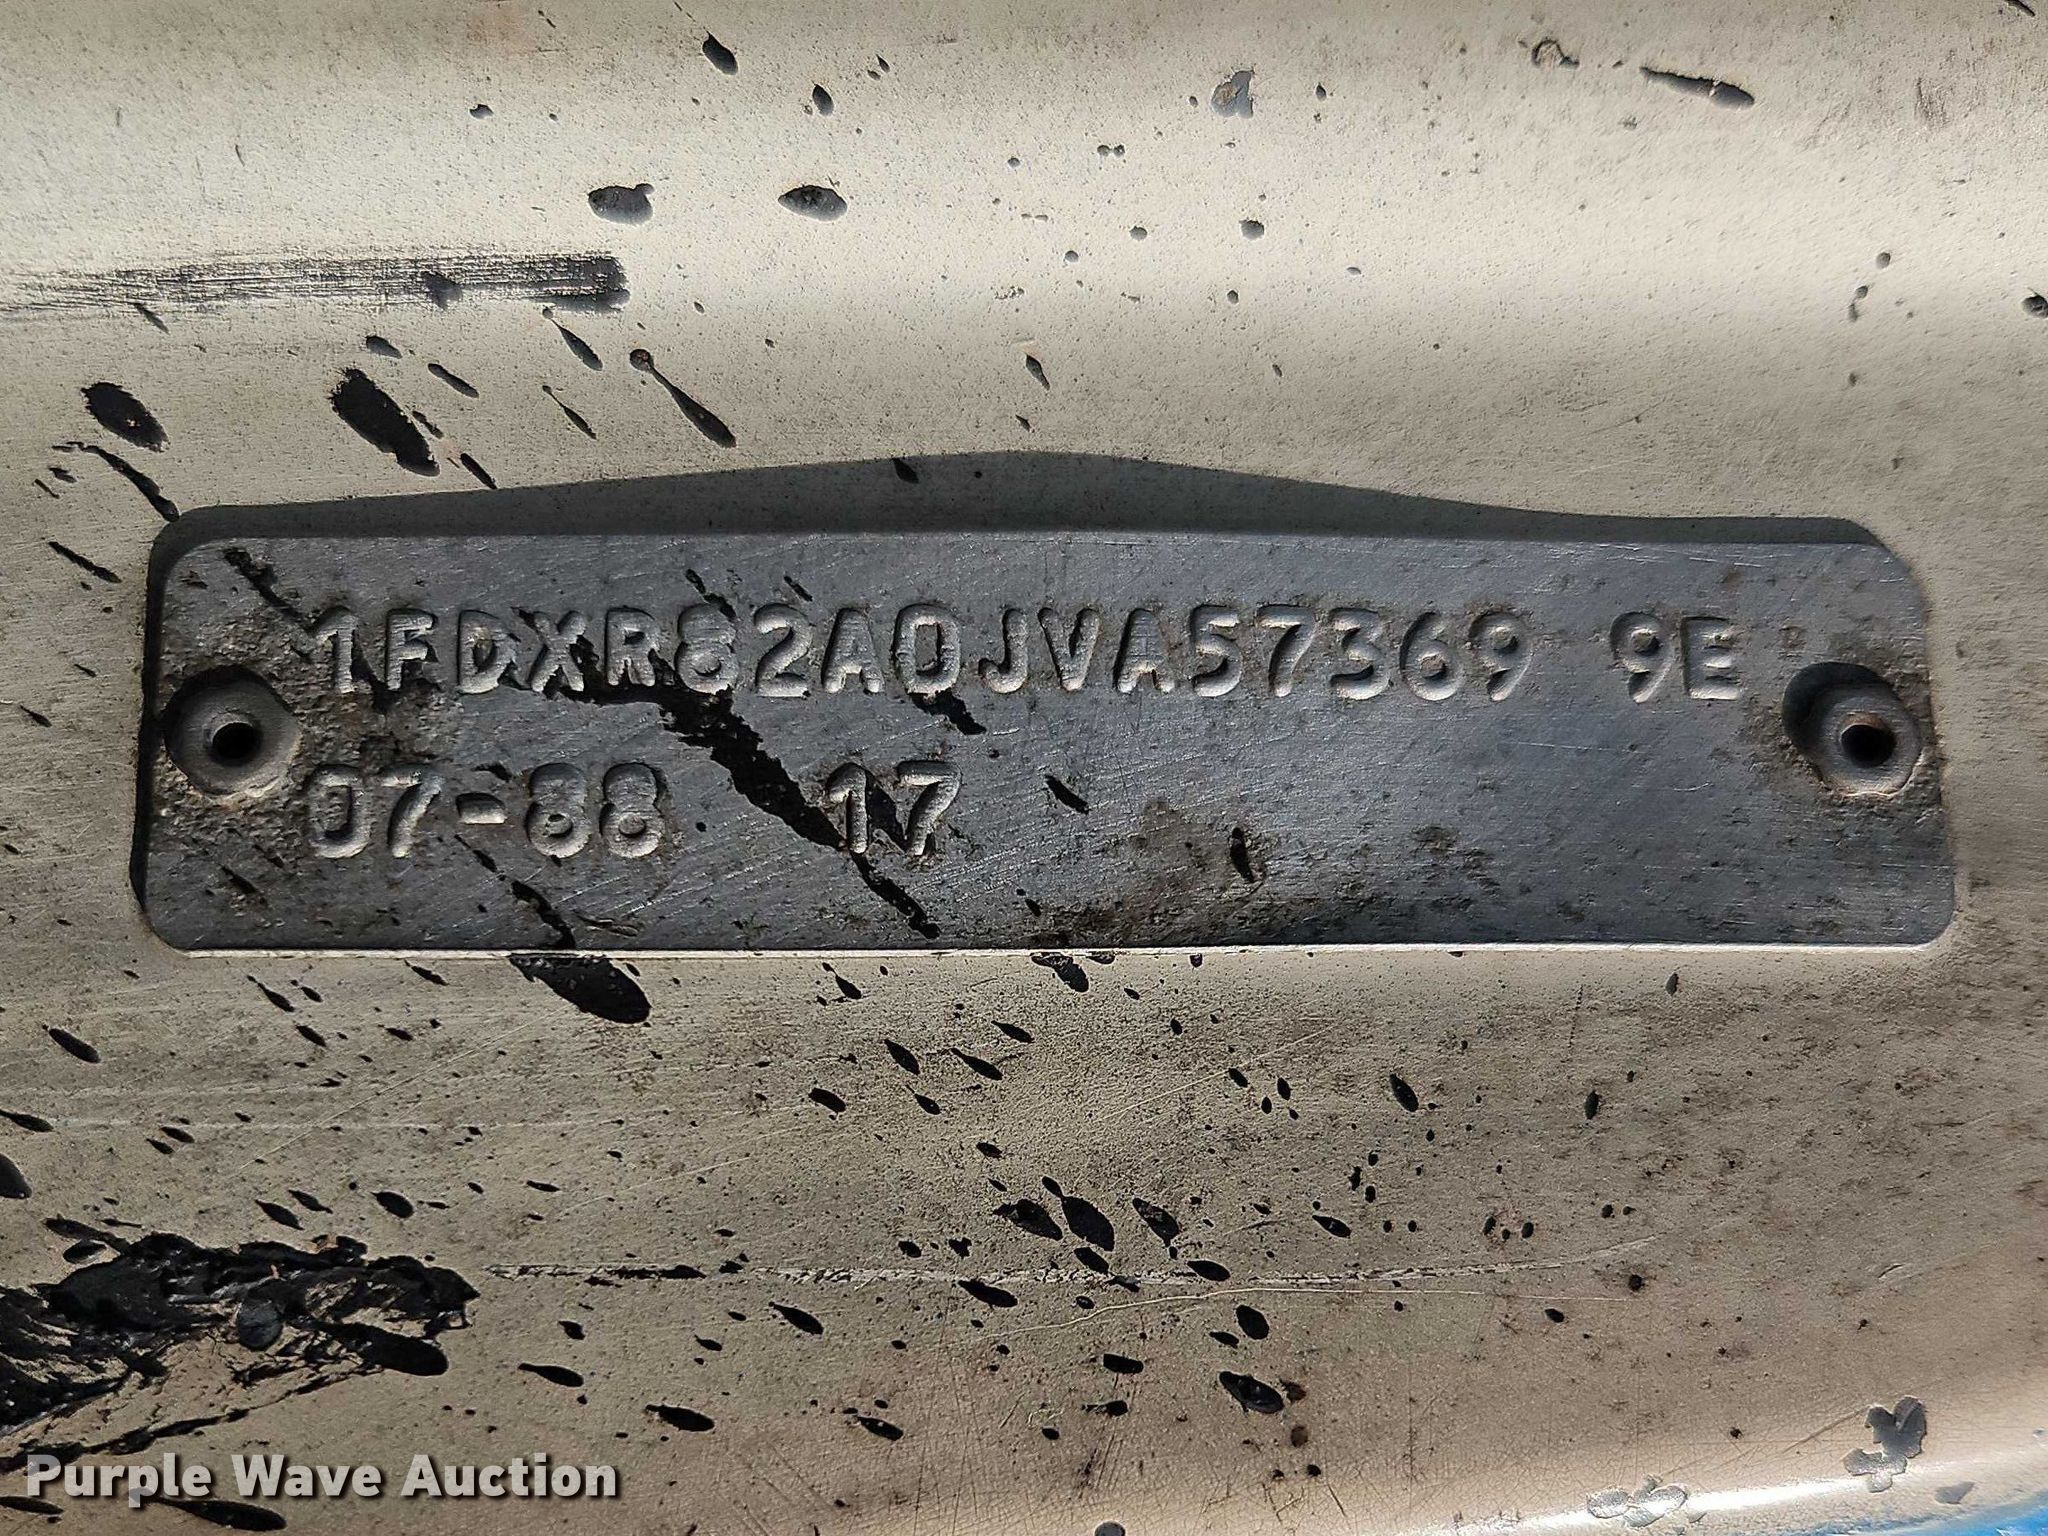 1FDXR82A0JVA57369 9E
07-88 17
Purple Wave Auction